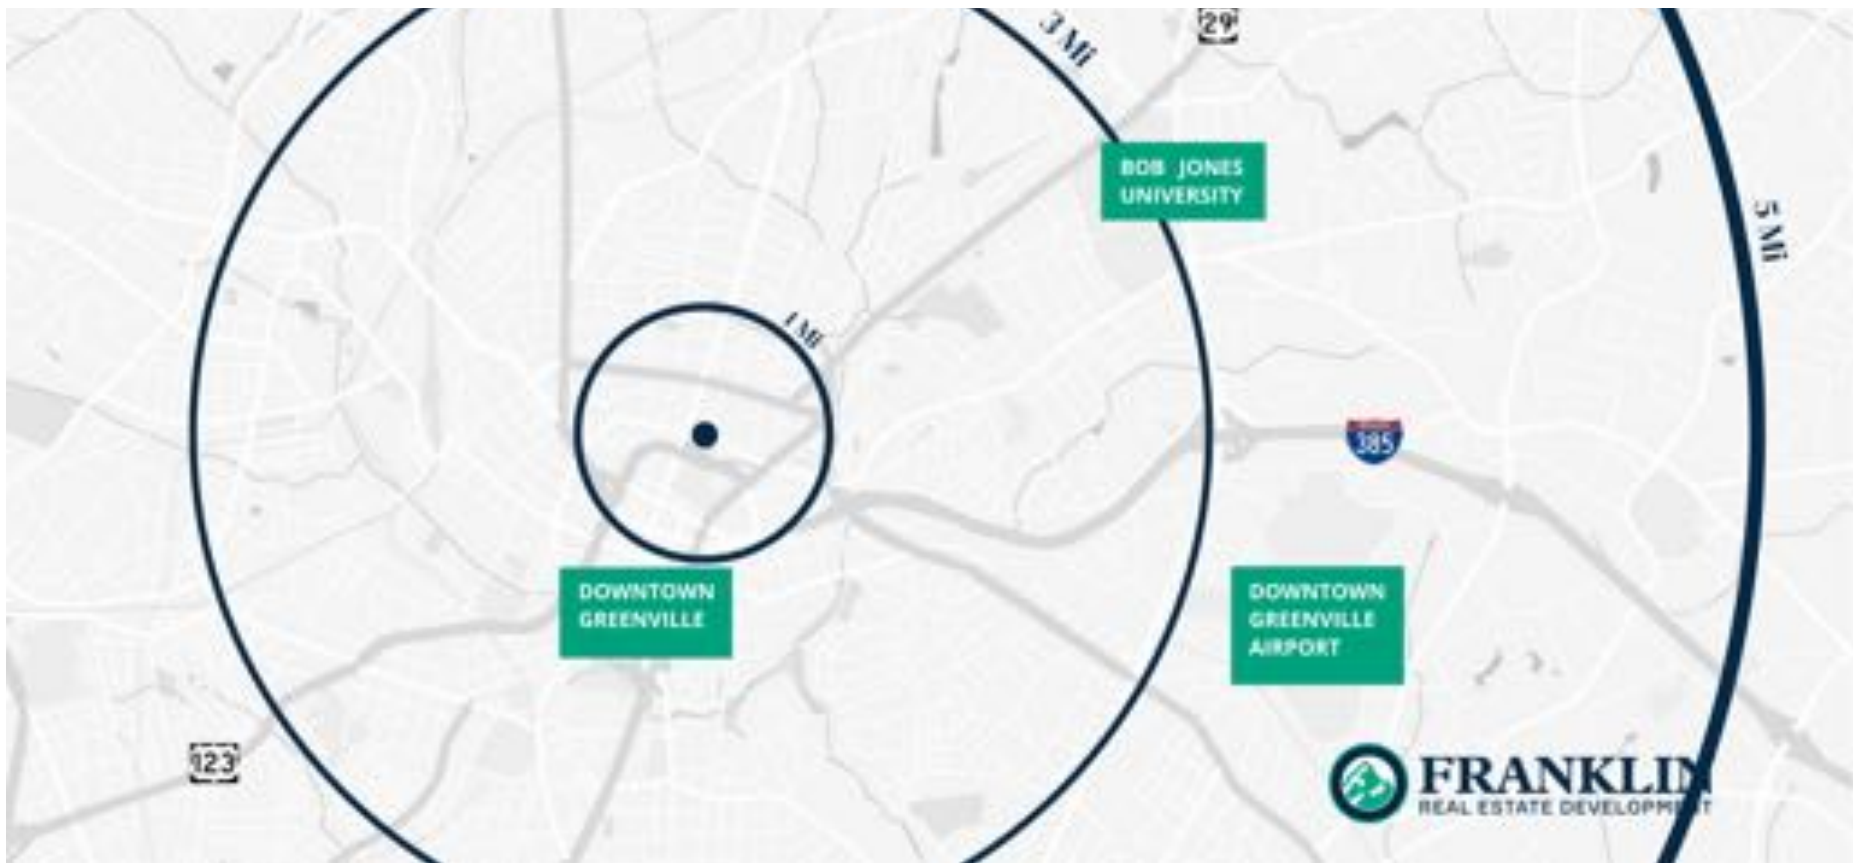 3 Mi
29
BOB JONES
UNIVERSITY
5 Mi
1 Mi
385
DOWNTOWN
GREENVILLE
DOWNTOWN
GREENVILLE
AIRPORT
123
FRANKLIN
REAL ESTATE DEVELOPMENT